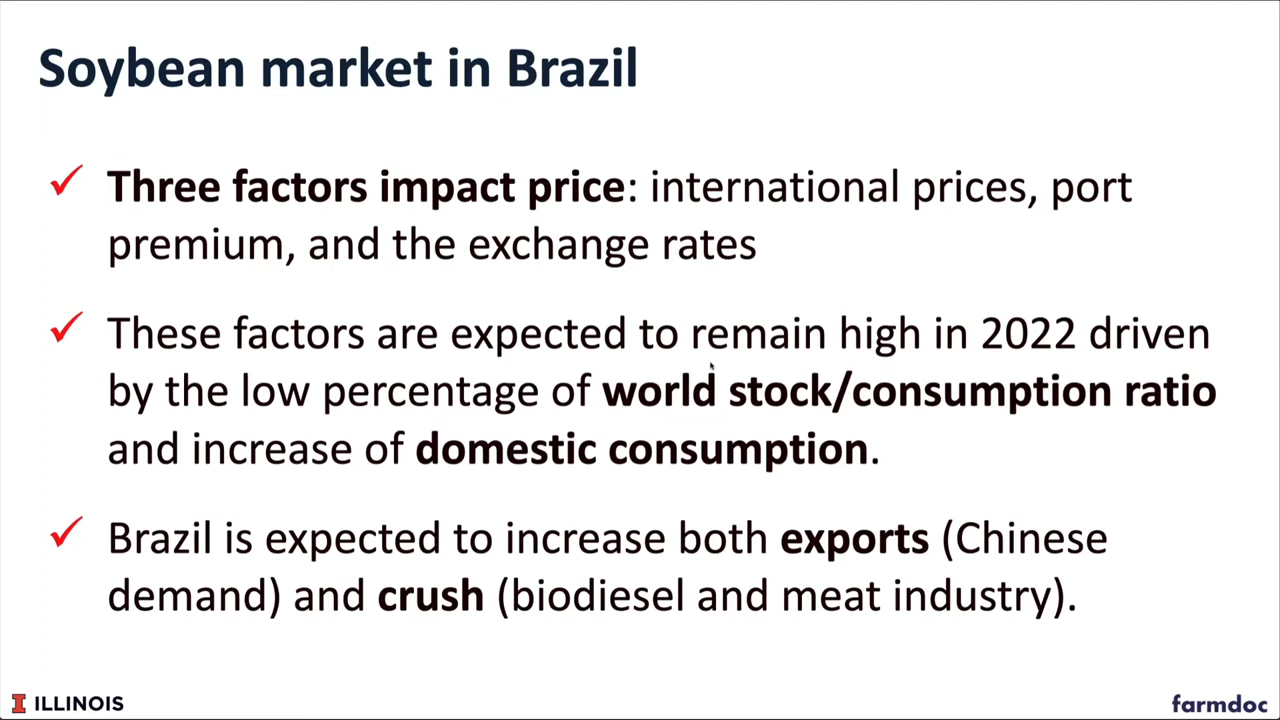 Soybean market in Brazil
Three factors impact price: international prices, port
premium, and the exchange rates
These factors are expected to remain high in 2022 driven
by the low percentage of world stock/consumption ratio
and increase of domestic consumption.
Brazil is expected to increase both exports (Chinese
demand) and crush (biodiesel and meat industry).
I ILLINOIS
farmdoc